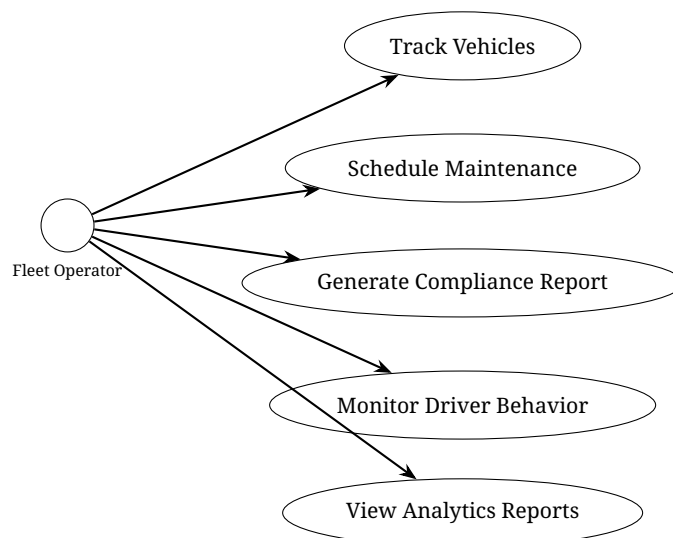 Track Vehicles
Schedule Maintenance
Fleet Operator
Generate Compliance Report
Monitor Driver Behavior
View Analytics Reports